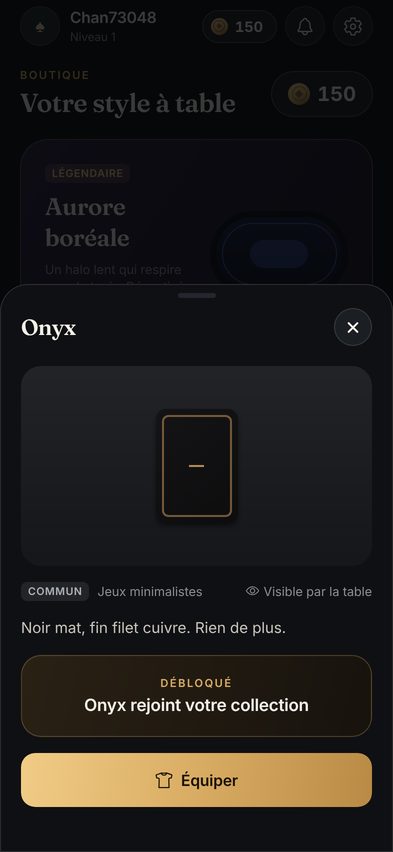 Chan73048
Niveau 1
150
BOUTIQUE
Votre style à table
150
LÉGENDAIRE
Aurore
boréale
Un halo lent qui respire
Onyx
COMMUN Jeux minimalistes Visible par la table
Noir mat, fin filet cuivre. Rien de plus.
DÉBLOQUÉ
Onyx rejoint votre collection
Équiper